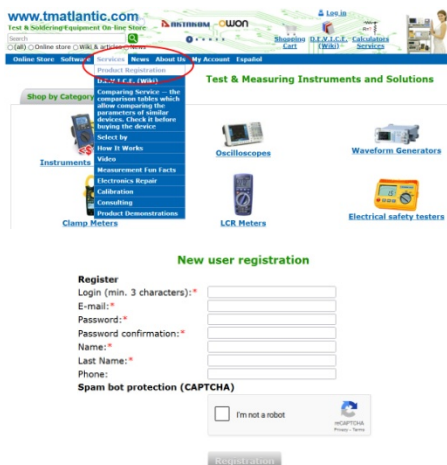 www.tmatlantic.com
Test & Soldering Equipment On-line Store
AKTAKOM
OWON
Log in
Search
(all) Online store Wiki & articles News
Shopping Cart
D.E.V.I.C.E. (Wiki)
Calculators Services
Online Store Software Services News About Us My Account Español
Product Registration
D.E.V.I.C.E. (Wiki)
Comparing Service — the
comparison tables which
allow comparing the
parameters of similar
devices. Check it before
buying the device
Select by
How It Works
Video
Measurement Fun Facts
Electronics Repair
Calibration
Consulting
Product Demonstrations
Test & Measuring Instruments and Solutions
Shop by Category
Instruments
Oscilloscopes
Waveform Generators
Clamp Meters
LCR Meters
Electrical safety testers
New user registration
Register
Login (min. 3 characters):*
E-mail:*
Password:*
Password confirmation:*
Name:*
Last Name:*
Phone:
Spam bot protection (CAPTCHA)
I'm not a robot
reCAPTCHA
Privacy - Terms
Registration